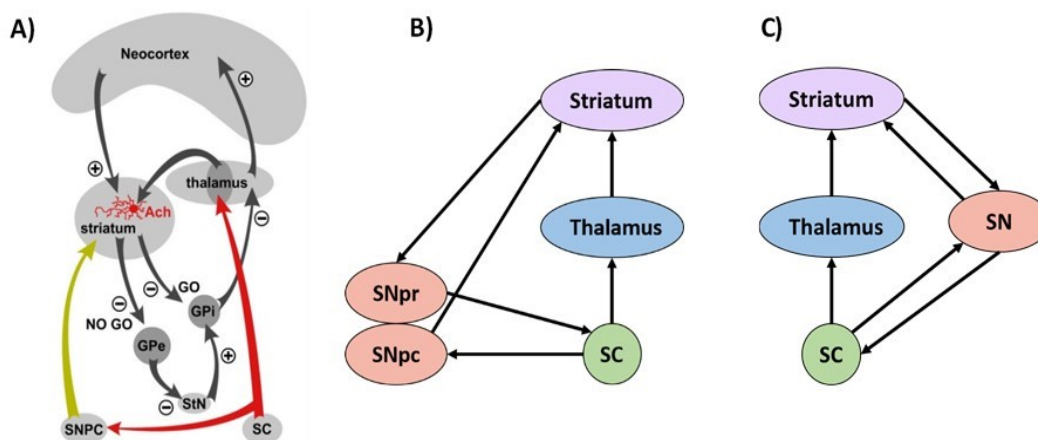 A)
Neocortex
+
+
thalamus
Ach
striatum
−
−
−
GO
NO GO
GPi
GPe
+
−
StN
SNPC
SC
B)
Striatum
Thalamus
SNpr
SNpc
SC
C)
Striatum
Thalamus
SN
SC